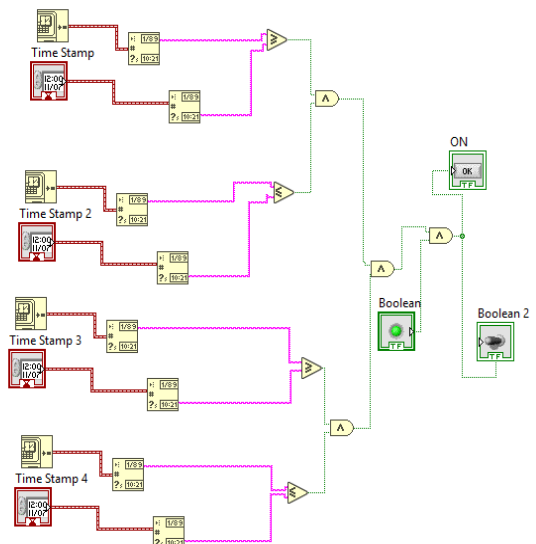 1/89
10:21
Time Stamp
12:00
11/07
1/89
10:21
ON
OK
TF
1/89
10:21
Time Stamp 2
12:00
11/07
1/89
10:21
Boolean
TF
Boolean 2
TF
1/89
10:21
Time Stamp 3
12:00
11/07
1/89
10:21
1/89
10:21
Time Stamp 4
12:00
11/07
1/89
10:21